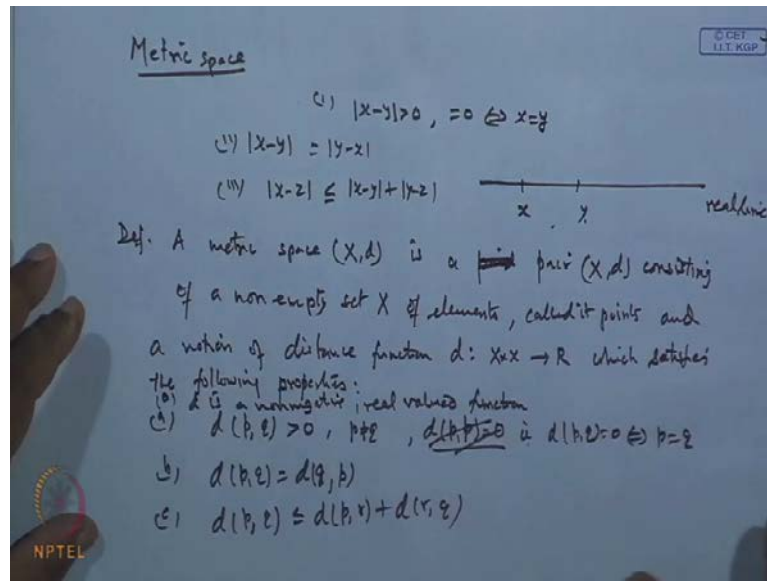 Metric space
© CET
I.I.T. KGP
(i) |x-y|>0, =0 ⇔ x=y
(ii) |x-y| = |y-x|
(iii) |x-z| ≤ |x-y|+|y-z|
x y real line
Def. A metric space (X,d) is a pair (X,d) consisting
of a non empty set X of elements, called it points and
a notion of distance function d: X×X → R which satisfies
the following properties:
(o) d is a nonnegative, real valued function
(a) d(p,q) >0, p≠q, d(p,p)=0 ie d(p,q)=0 ⇔ p=q
(b) d(p,q) = d(q,p)
(c) d(p,q) ≤ d(p,r) + d(r,q)
NPTEL